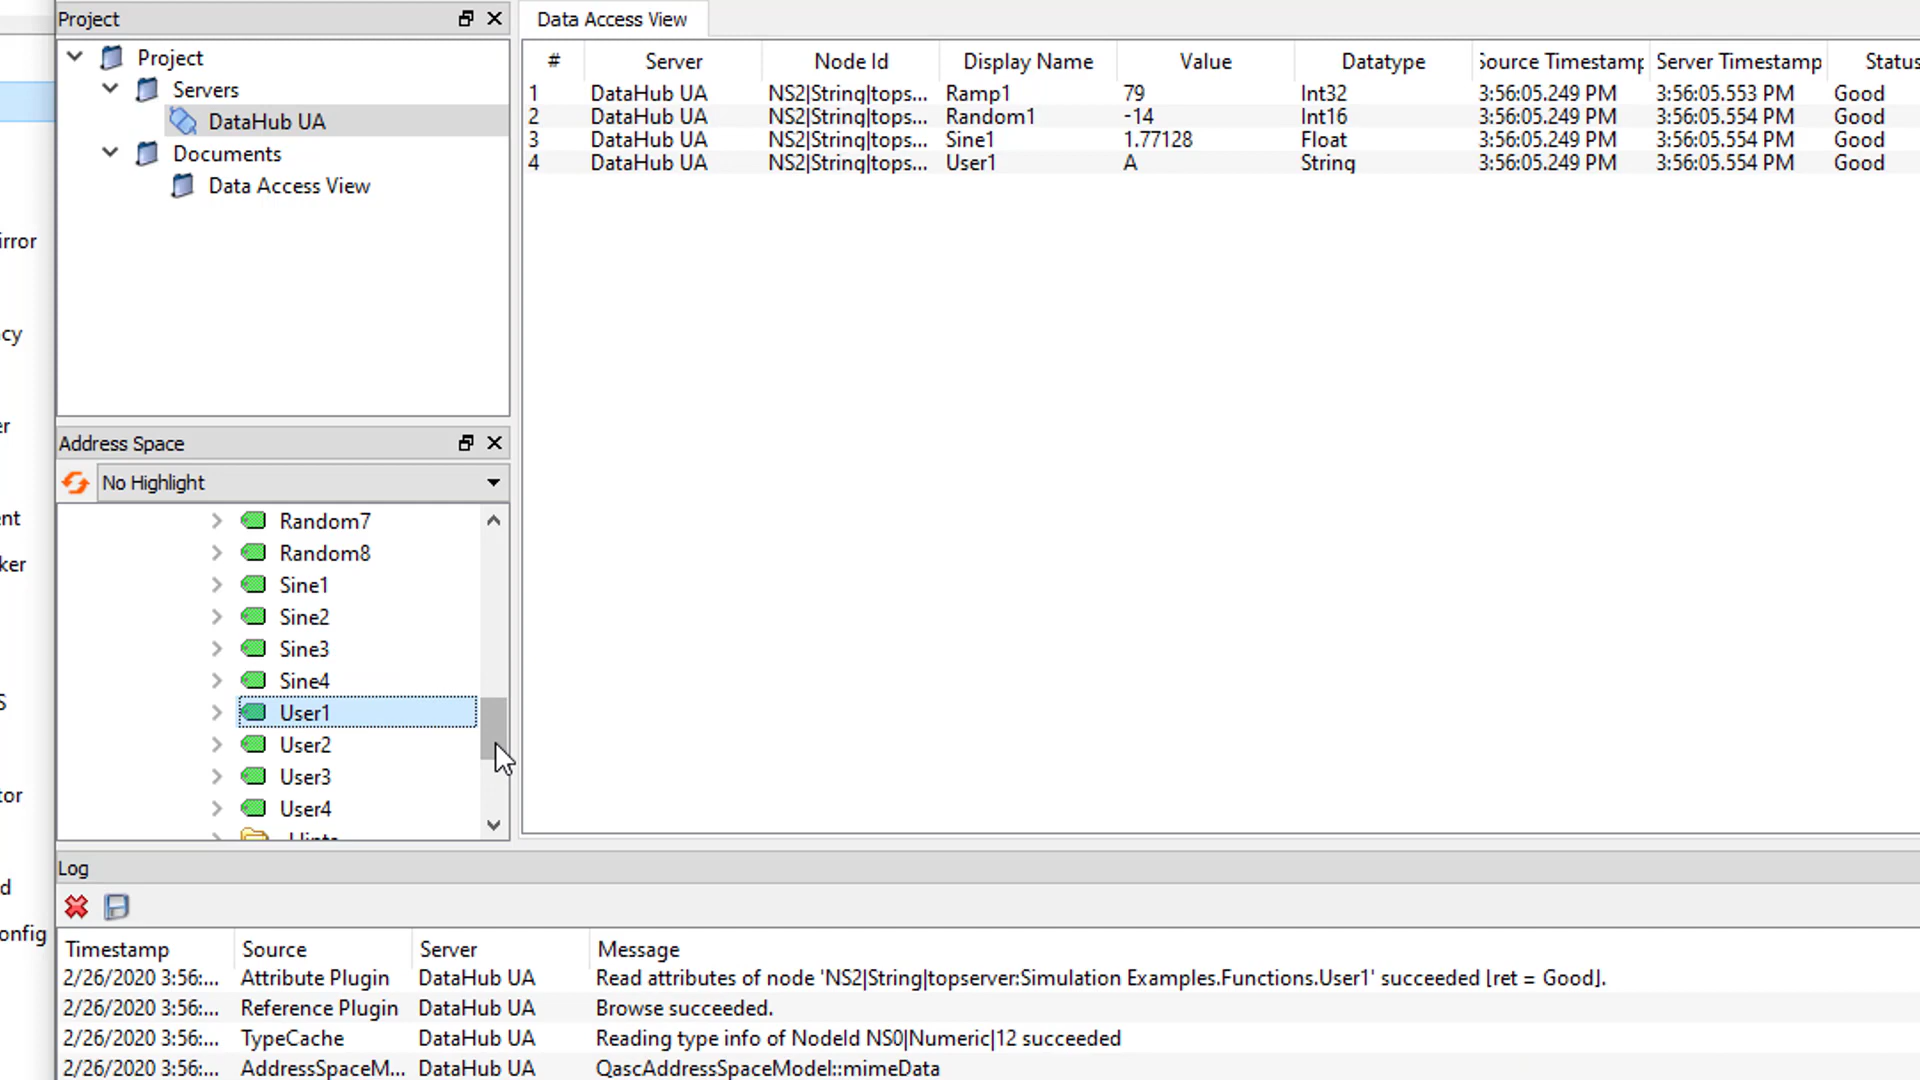 Project
Project
Servers
DataHub UA
Documents
Data Access View
Data Access View
# Server Node Id Display Name Value Datatype Source Timestamp Server Timestamp Status
1 DataHub UA NS2|String|tops... Ramp1 79 Int32 3:56:05.249 PM 3:56:05.553 PM Good
2 DataHub UA NS2|String|tops... Random1 -14 Int16 3:56:05.249 PM 3:56:05.554 PM Good
3 DataHub UA NS2|String|tops... Sine1 1.77128 Float 3:56:05.249 PM 3:56:05.554 PM Good
4 DataHub UA NS2|String|tops... User1 A String 3:56:05.249 PM 3:56:05.554 PM Good
irror
cy
er
ent
ker
S
tor
d
onfig
Address Space
No Highlight
Random7
Random8
Sine1
Sine2
Sine3
Sine4
User1
User2
User3
User4
Log
Timestamp Source Server Message
2/26/2020 3:56:... Attribute Plugin DataHub UA Read attributes of node 'NS2|String|topserver:Simulation Examples.Functions.User1' succeeded [ret = Good].
2/26/2020 3:56:... Reference Plugin DataHub UA Browse succeeded.
2/26/2020 3:56:... TypeCache DataHub UA Reading type info of NodeId NS0|Numeric|12 succeeded
2/26/2020 3:56:... AddressSpaceM... DataHub UA QascAddressSpaceModel::mimeData